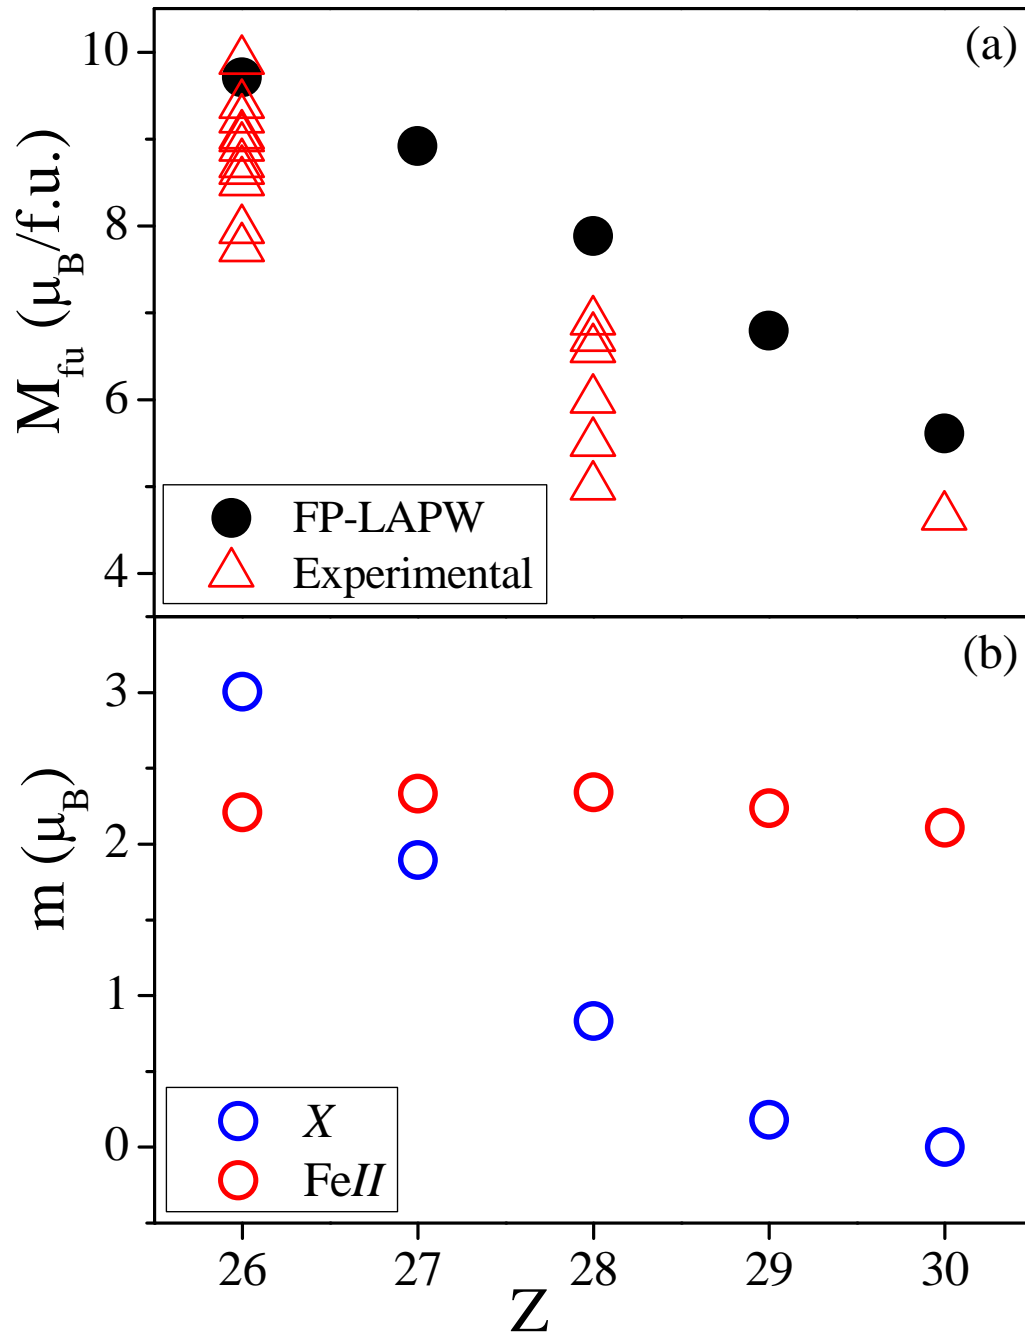 (a)
10
8
6
4
M_fu (μ_B/f.u.)
FP-LAPW
Experimental
(b)
3
2
1
0
m (μ_B)
X
FeII
26 27 28 29 30
Z